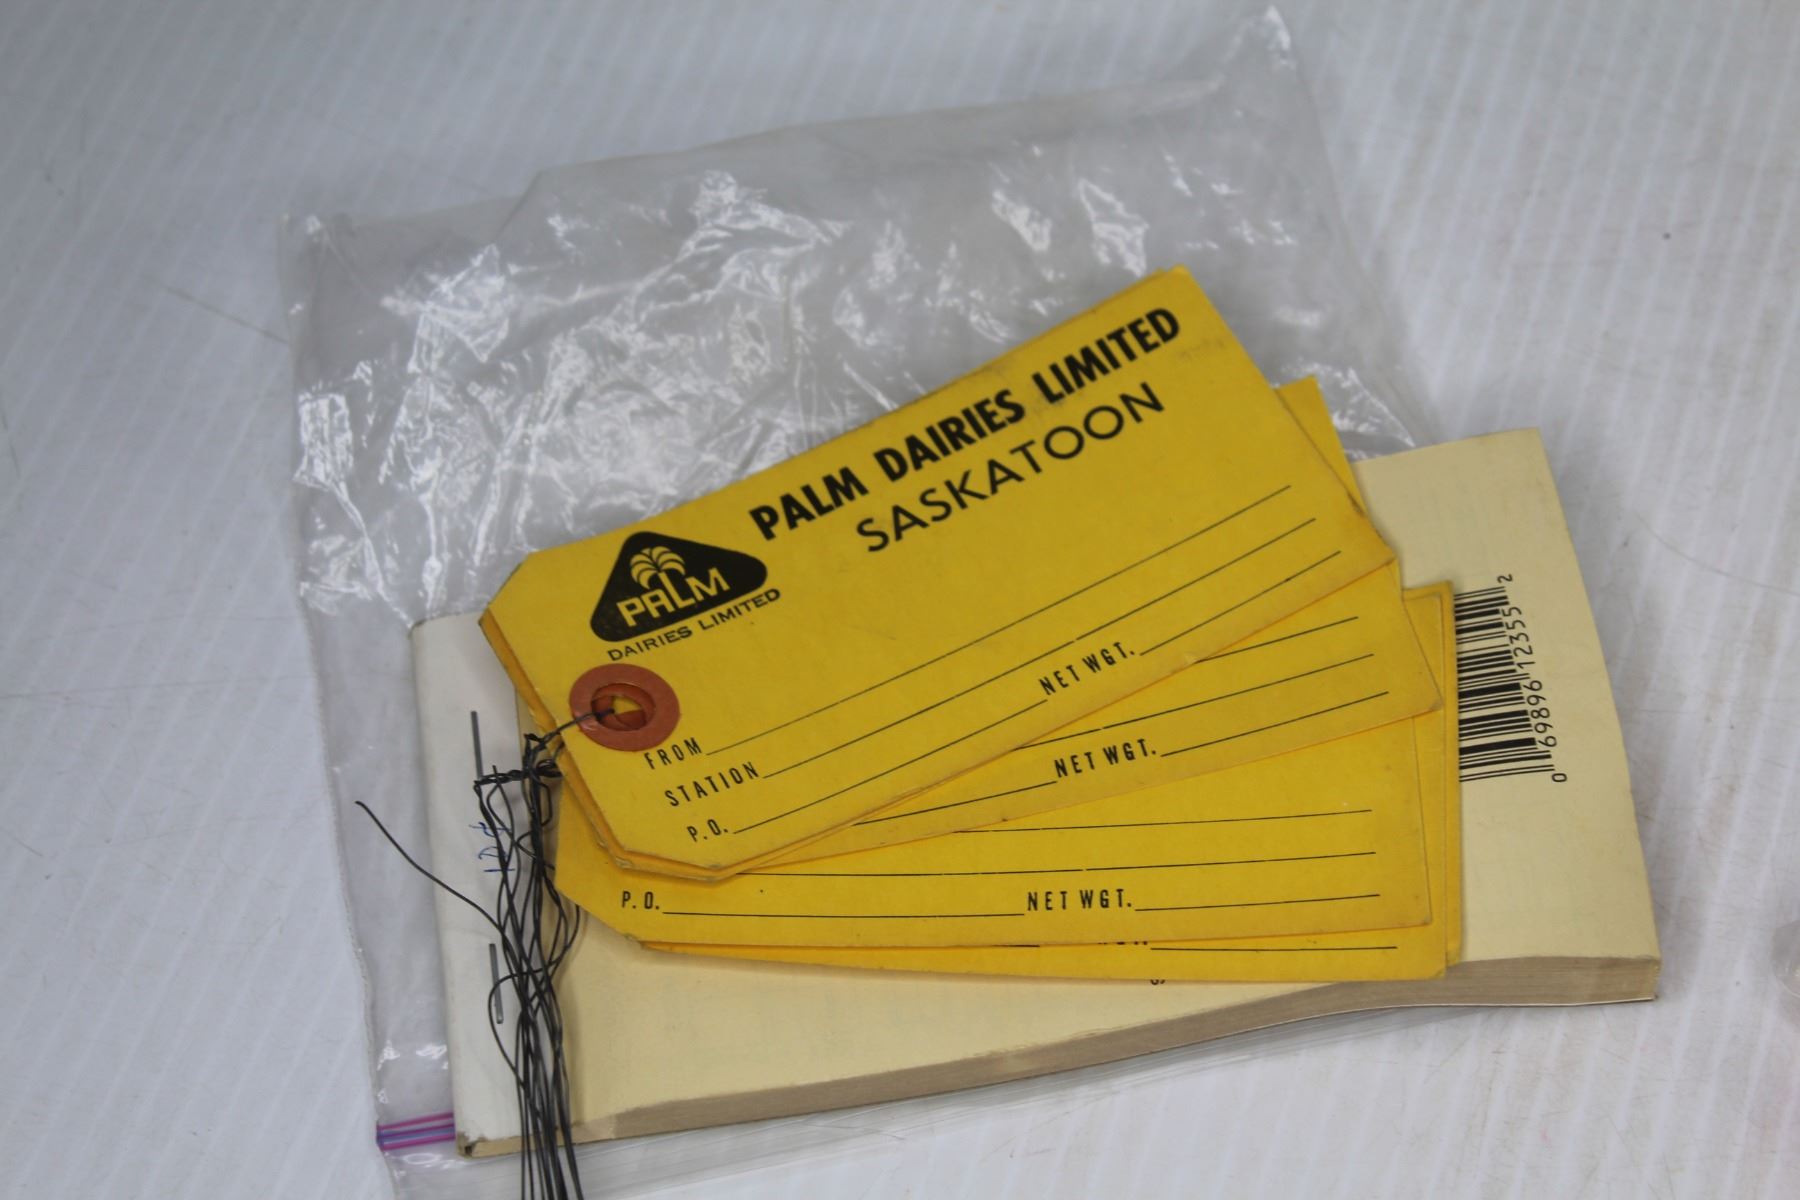 PALM DAIRIES LIMITED
SASKATOON
PALM
DAIRIES LIMITED
FROM
STATION
P.O. NET WGT.
NET WGT.
P.O. NET WGT.
0 69896 12355 2